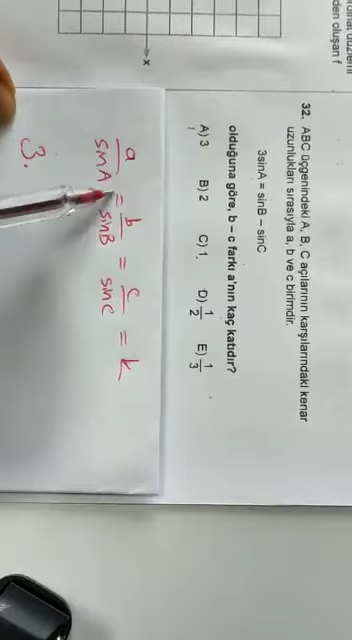 den oluşan f
x
32. ABC üçgenindeki A, B, C açılarının karşılarındaki kenar
uzunlukları sırasıyla a, b ve c birimdir.
3sinA = sinB – sinC
olduğuna göre, b – c farkı a'nın kaç katıdır?
A) 3 B) 2 C) 1 D) 1/2 E) 1/3
a/sinA = b/sinB = c/sinC = k
3.